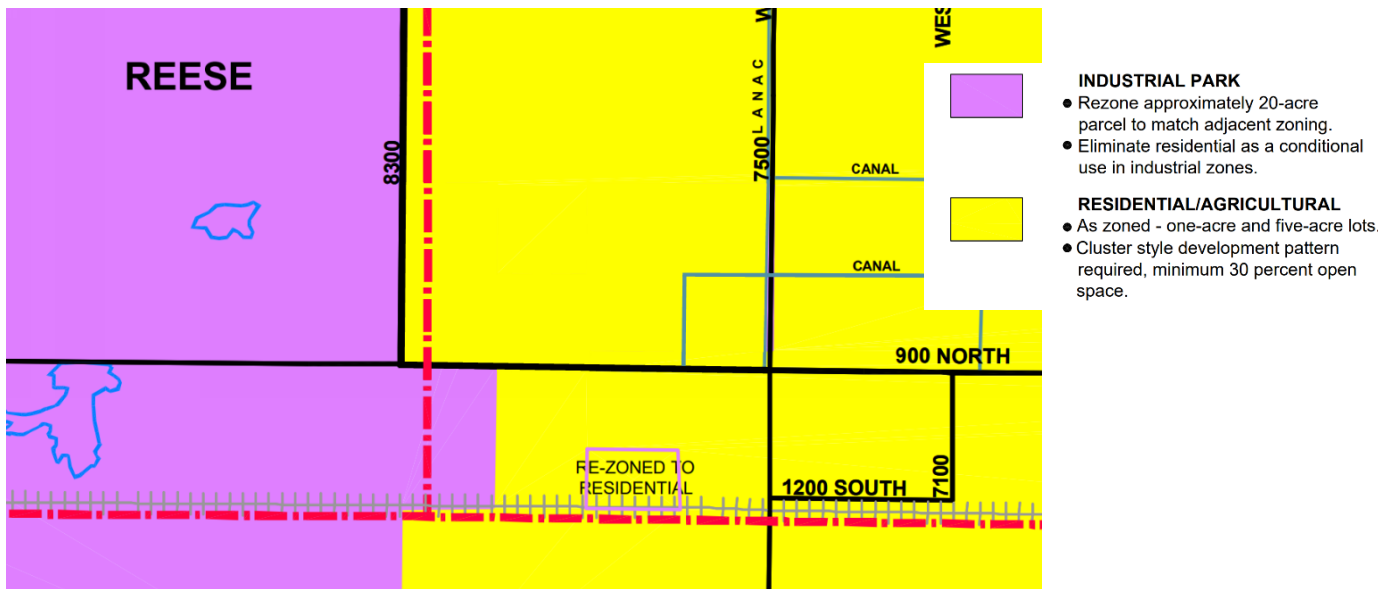 REESE
8300
7500
W
LANAC
WES
CANAL
CANAL
900 NORTH
RE-ZONED TO
RESIDENTIAL
1200 SOUTH
7100
INDUSTRIAL PARK
● Rezone approximately 20-acre
parcel to match adjacent zoning.
● Eliminate residential as a conditional
use in industrial zones.
RESIDENTIAL/AGRICULTURAL
● As zoned - one-acre and five-acre lots.
● Cluster style development pattern
required, minimum 30 percent open
space.